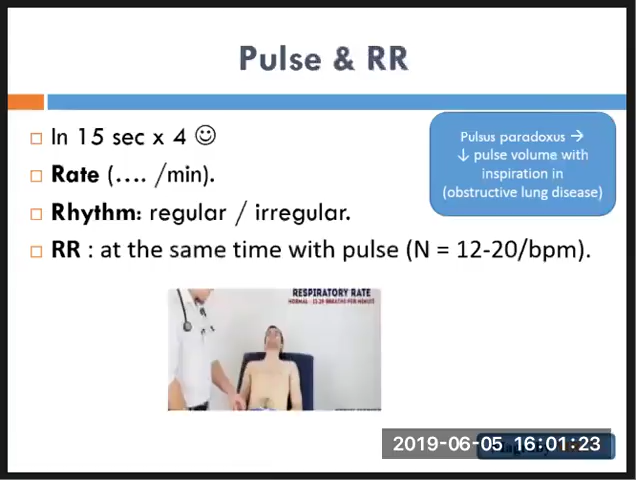 Pulse & RR
In 15 sec x 4 ☺
Rate (.... /min).
Rhythm: regular / irregular.
RR : at the same time with pulse (N = 12-20/bpm).
Pulsus paradoxus →
↓ pulse volume with
inspiration in
(obstructive lung disease)
RESPIRATORY RATE
2019-06-05 16:01:23